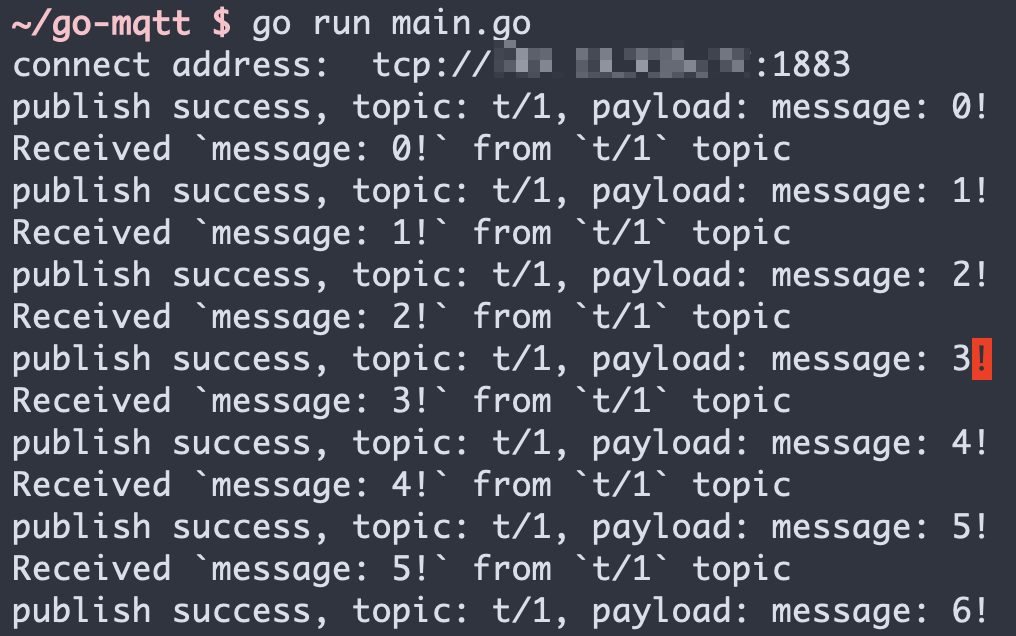 ~/go-mqtt $ go run main.go
connect address:  tcp://:1883
publish success, topic: t/1, payload: message: 0!
Received `message: 0!` from `t/1` topic
publish success, topic: t/1, payload: message: 1!
Received `message: 1!` from `t/1` topic
publish success, topic: t/1, payload: message: 2!
Received `message: 2!` from `t/1` topic
publish success, topic: t/1, payload: message: 3!
Received `message: 3!` from `t/1` topic
publish success, topic: t/1, payload: message: 4!
Received `message: 4!` from `t/1` topic
publish success, topic: t/1, payload: message: 5!
Received `message: 5!` from `t/1` topic
publish success, topic: t/1, payload: message: 6!